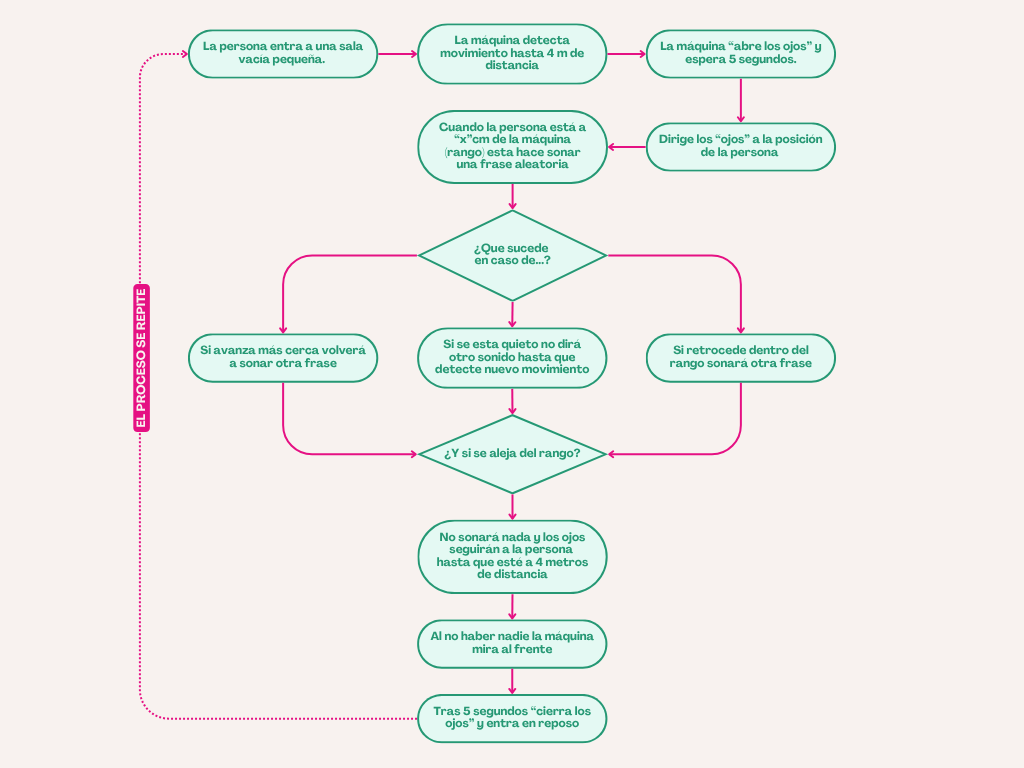 La persona entra a una sala
vacía pequeña.
La máquina detecta
movimiento hasta 4 m de
distancia
La máquina “abre los ojos” y
espera 5 segundos.
Cuando la persona está a
“x”cm de la máquina
(rango) esta hace sonar
una frase aleatoria
Dirige los “ojos” a la posición
de la persona
¿Que sucede
en caso de...?
EL PROCESO SE REPITE
Si avanza más cerca volverá
a sonar otra frase
Si se esta quieto no dirá
otro sonido hasta que
detecte nuevo movimiento
Si retrocede dentro del
rango sonará otra frase
¿Y si se aleja del rango?
No sonará nada y los ojos
seguirán a la persona
hasta que esté a 4 metros
de distancia
Al no haber nadie la máquina
mira al frente
Tras 5 segundos “cierra los
ojos” y entra en reposo